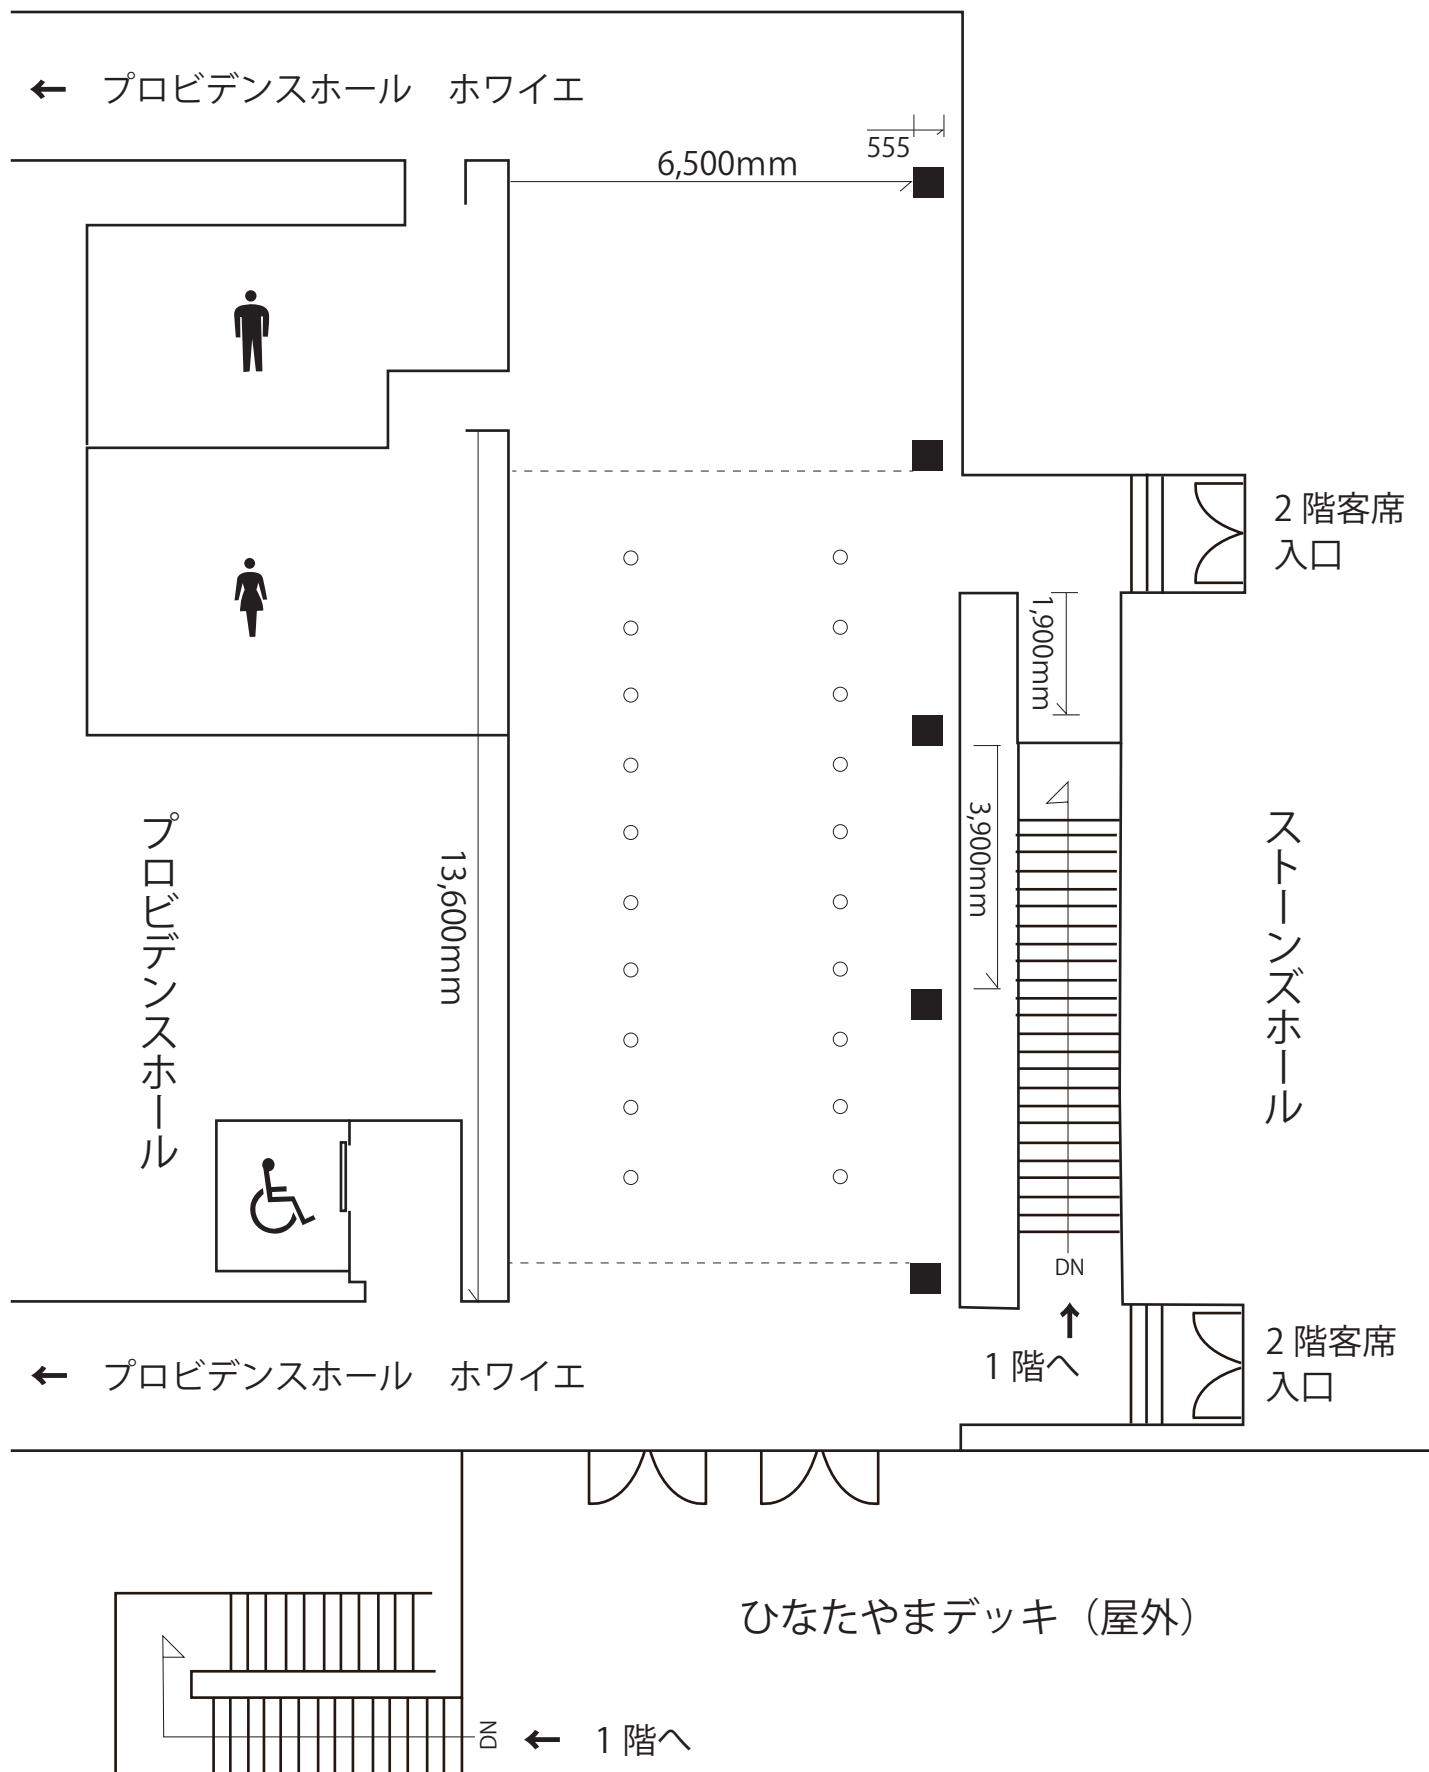 プロビデンスホール　ホワイエ
555
6,500mm
2 階客席
入口
1,900mm
3,900mm
13,600mm
プロビデンスホール
ストーンズホール
DN
1 階へ
2 階客席
入口
プロビデンスホール　ホワイエ
ひなたやまデッキ（屋外）
DN
1 階へ